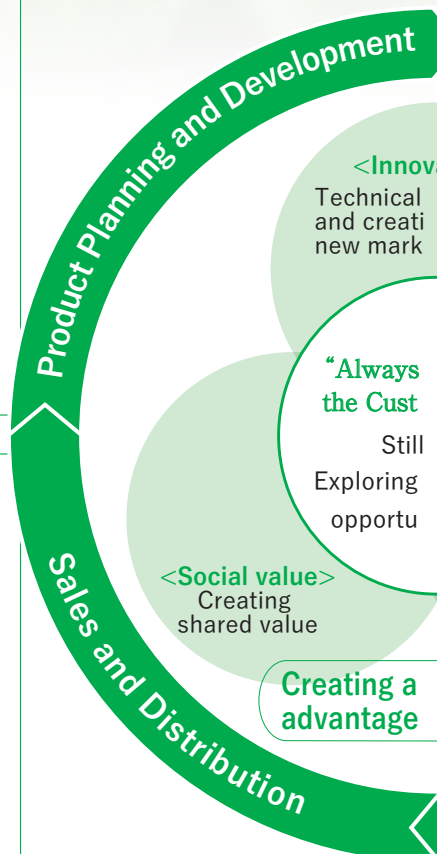 Product Planning and Development
<Innova
Technical
and creati
new mark
“Always
the Cust
Still
Exploring
opportu
<Social value>
Creating
shared value
Creating a
advantage
Sales and Distribution